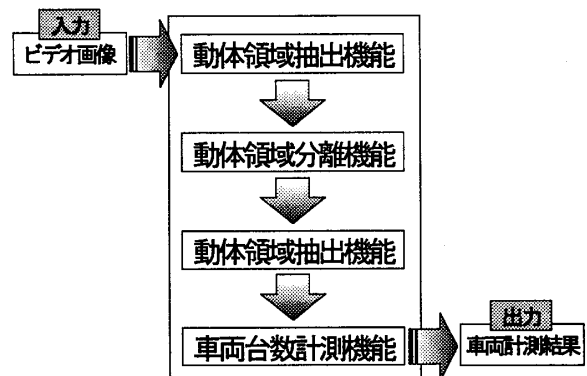 入力
ビデオ画像
動体領域抽出機能
動体領域分離機能
動体領域抽出機能
車両台数計測機能
出力
車両計測結果